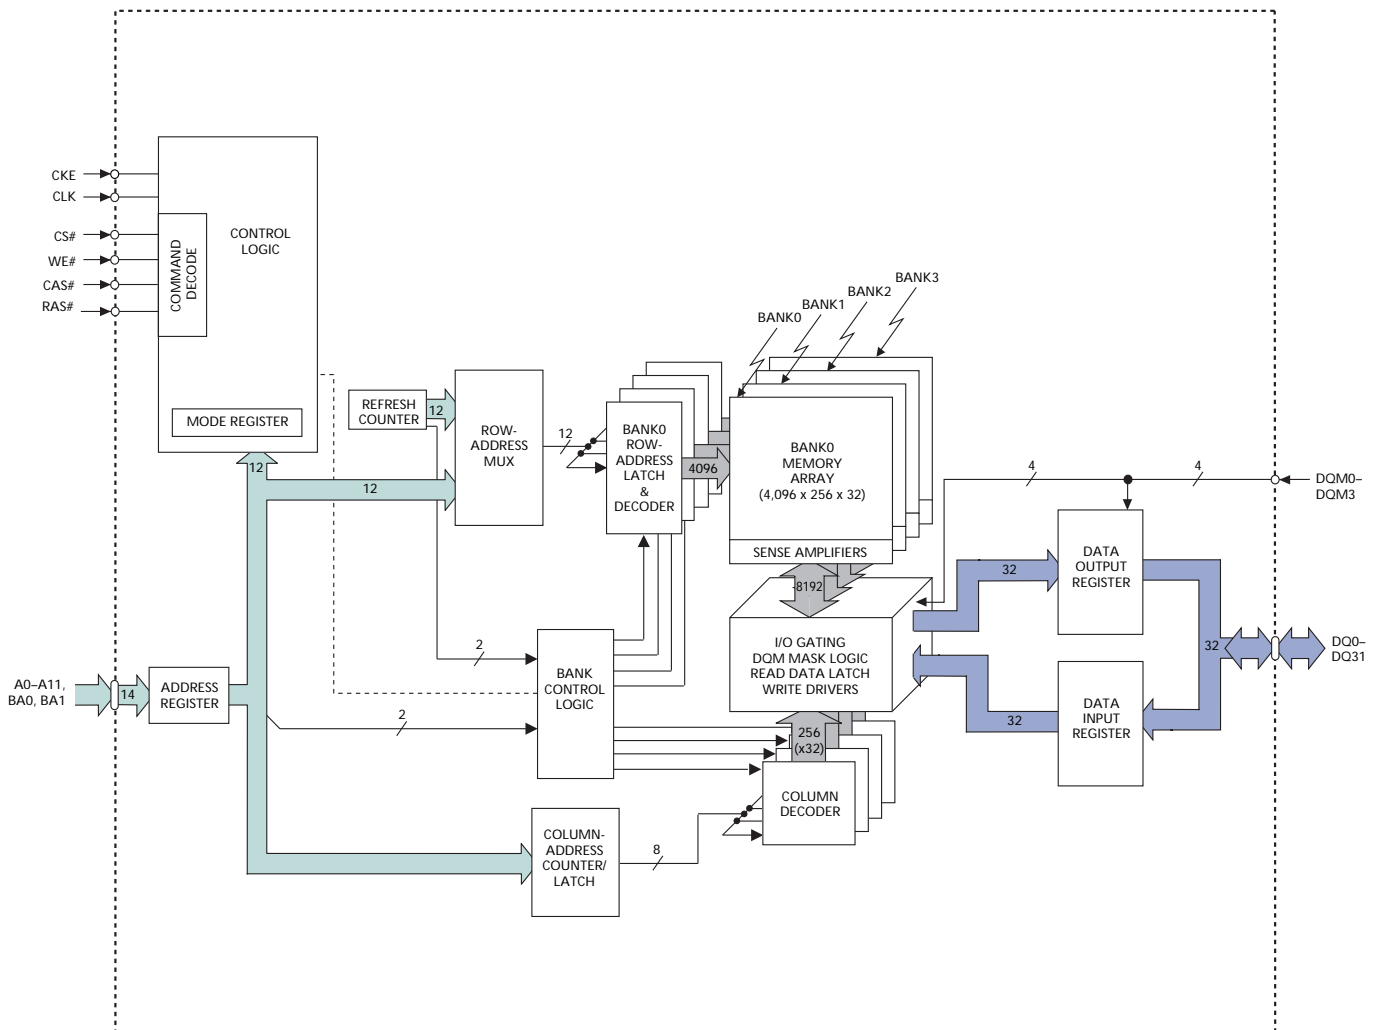 CKE
CLK
CS#
WE#
CAS#
RAS#
CONTROL
LOGIC
COMMAND
DECODE
MODE REGISTER
12
12
REFRESH
COUNTER
12
ROW-
ADDRESS
MUX
12
BANK0
ROW-
ADDRESS
LATCH
&
DECODER
4096
BANK0
BANK1
BANK2
BANK3
BANK0
MEMORY
ARRAY
(4,096 x 256 x 32)
SENSE AMPLIFIERS
8192
I/O GATING
DQM MASK LOGIC
READ DATA LATCH
WRITE DRIVERS
256
(x32)
COLUMN
DECODER
4
4
DQM0–
DQM3
DATA
OUTPUT
REGISTER
32
32
DQ0–
DQ31
DATA
INPUT
REGISTER
32
A0–A11,
BA0, BA1
14
ADDRESS
REGISTER
2
2
BANK
CONTROL
LOGIC
COLUMN-
ADDRESS
COUNTER/
LATCH
8